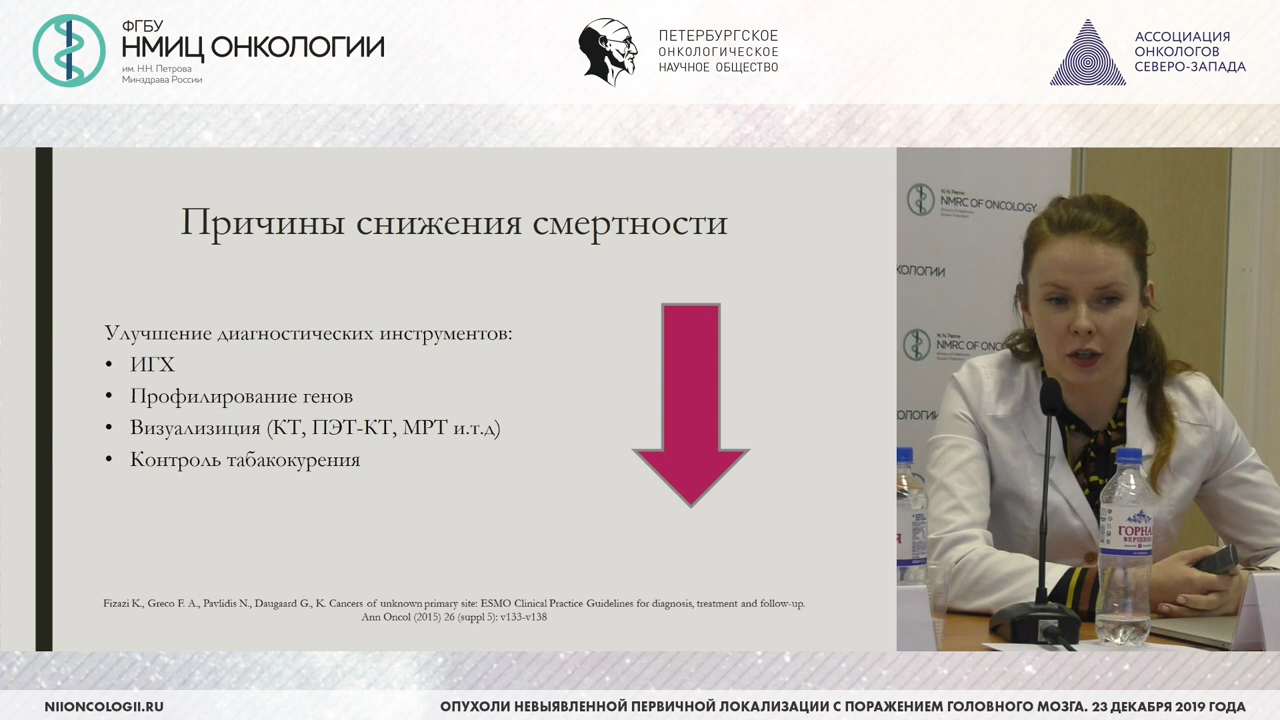 ФГБУ
НМИЦ ОНКОЛОГИИ
им. Н.Н. Петрова
Минздрава России
ПЕТЕРБУРГСКОЕ
ОНКОЛОГИЧЕСКОЕ
НАУЧНОЕ ОБЩЕСТВО
АССОЦИАЦИЯ
ОНКОЛОГОВ
СЕВЕРО-ЗАПАДА
Причины снижения смертности
Улучшение диагностических инструментов:
• ИГХ
• Профилирование генов
• Визуализиция (КТ, ПЭТ-КТ, МРТ и.т.д)
• Контроль табакокурения
Fizazi K., Greco F. A., Pavlidis N., Daugaard G., K. Cancers of unknown primary site: ESMO Clinical Practice Guidelines for diagnosis, treatment and follow-up.
Ann Oncol (2015) 26 (suppl 5): v133-v138
N.N. Petrov
NMRC OF ONCOLOGY
КОЛОГИИ
N.N. Petrov
NMRC OF ONCO
ОЛОГИИ
Я
ГОРНА
ВЕРШИН
NIIONCOLOGII.RU
ОПУХОЛИ НЕВЫЯВЛЕННОЙ ПЕРВИЧНОЙ ЛОКАЛИЗАЦИИ С ПОРАЖЕНИЕМ ГОЛОВНОГО МОЗГА. 23 ДЕКАБРЯ 2019 ГОДА